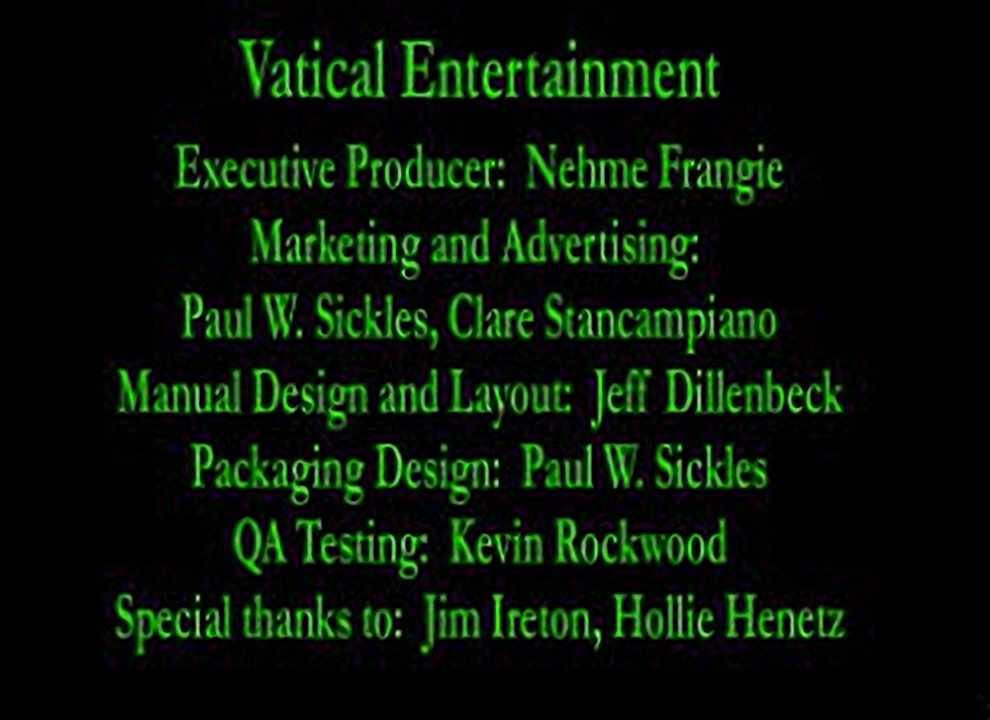 Vatical Entertainment
Executive Producer: Nehme Frangie
Marketing and Advertising:
Paul W. Sickles, Clare Stancampiano
Manual Design and Layout: Jeff Dillenbeck
Packaging Design: Paul W. Sickles
QA Testing: Kevin Rockwood
Special thanks to: Jim Ireton, Hollie Henetz